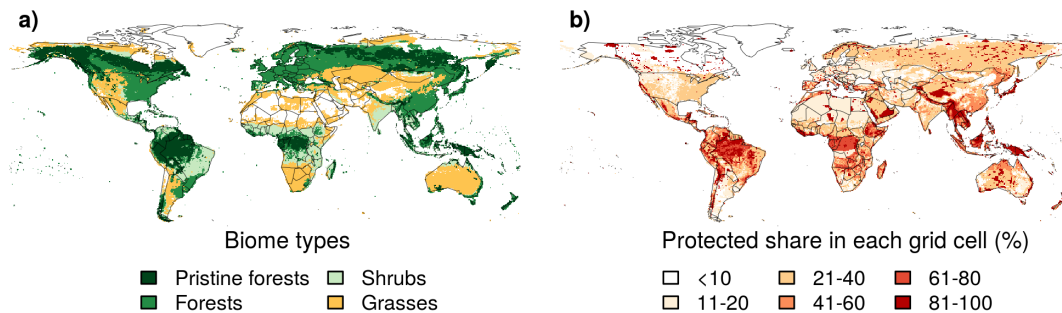 a)
Biome types
Pristine forests
Shrubs
Forests
Grasses
b)
Protected share in each grid cell (%)
<10
21-40
61-80
11-20
41-60
81-100